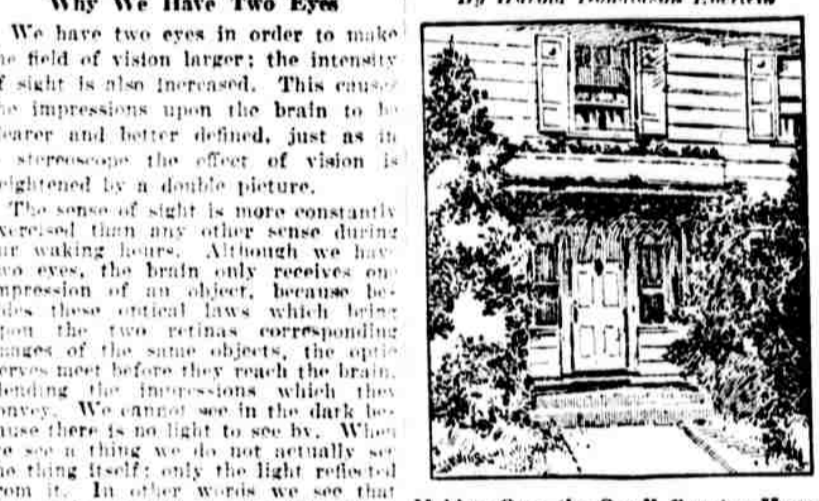 Why We Have Two Eyes
We have two eyes in order to make
field of vision larger; the intensity
of sight is also increased. This causes
impressions upon the brain to be
clearer and better defined, just as in
stereoscope the effect of vision is
heightened by a double picture.
The sense of sight is more constantly
exercised than any other sense during
our waking hours. Although we have
two eyes, the brain only receives one
impression of an object, because be-
sides these optical laws which bring
upon the two retinas corresponding
images of the same objects, the optic
nerves meet before they reach the brain,
blending the impressions which they
convey. We cannot see in the dark be-
cause there is no light to see by. When
we see a thing we do not actually see
the thing itself; only the light reflected
from it. In other words we see that
By Harold Donaldson Eberlein
the Small Country House